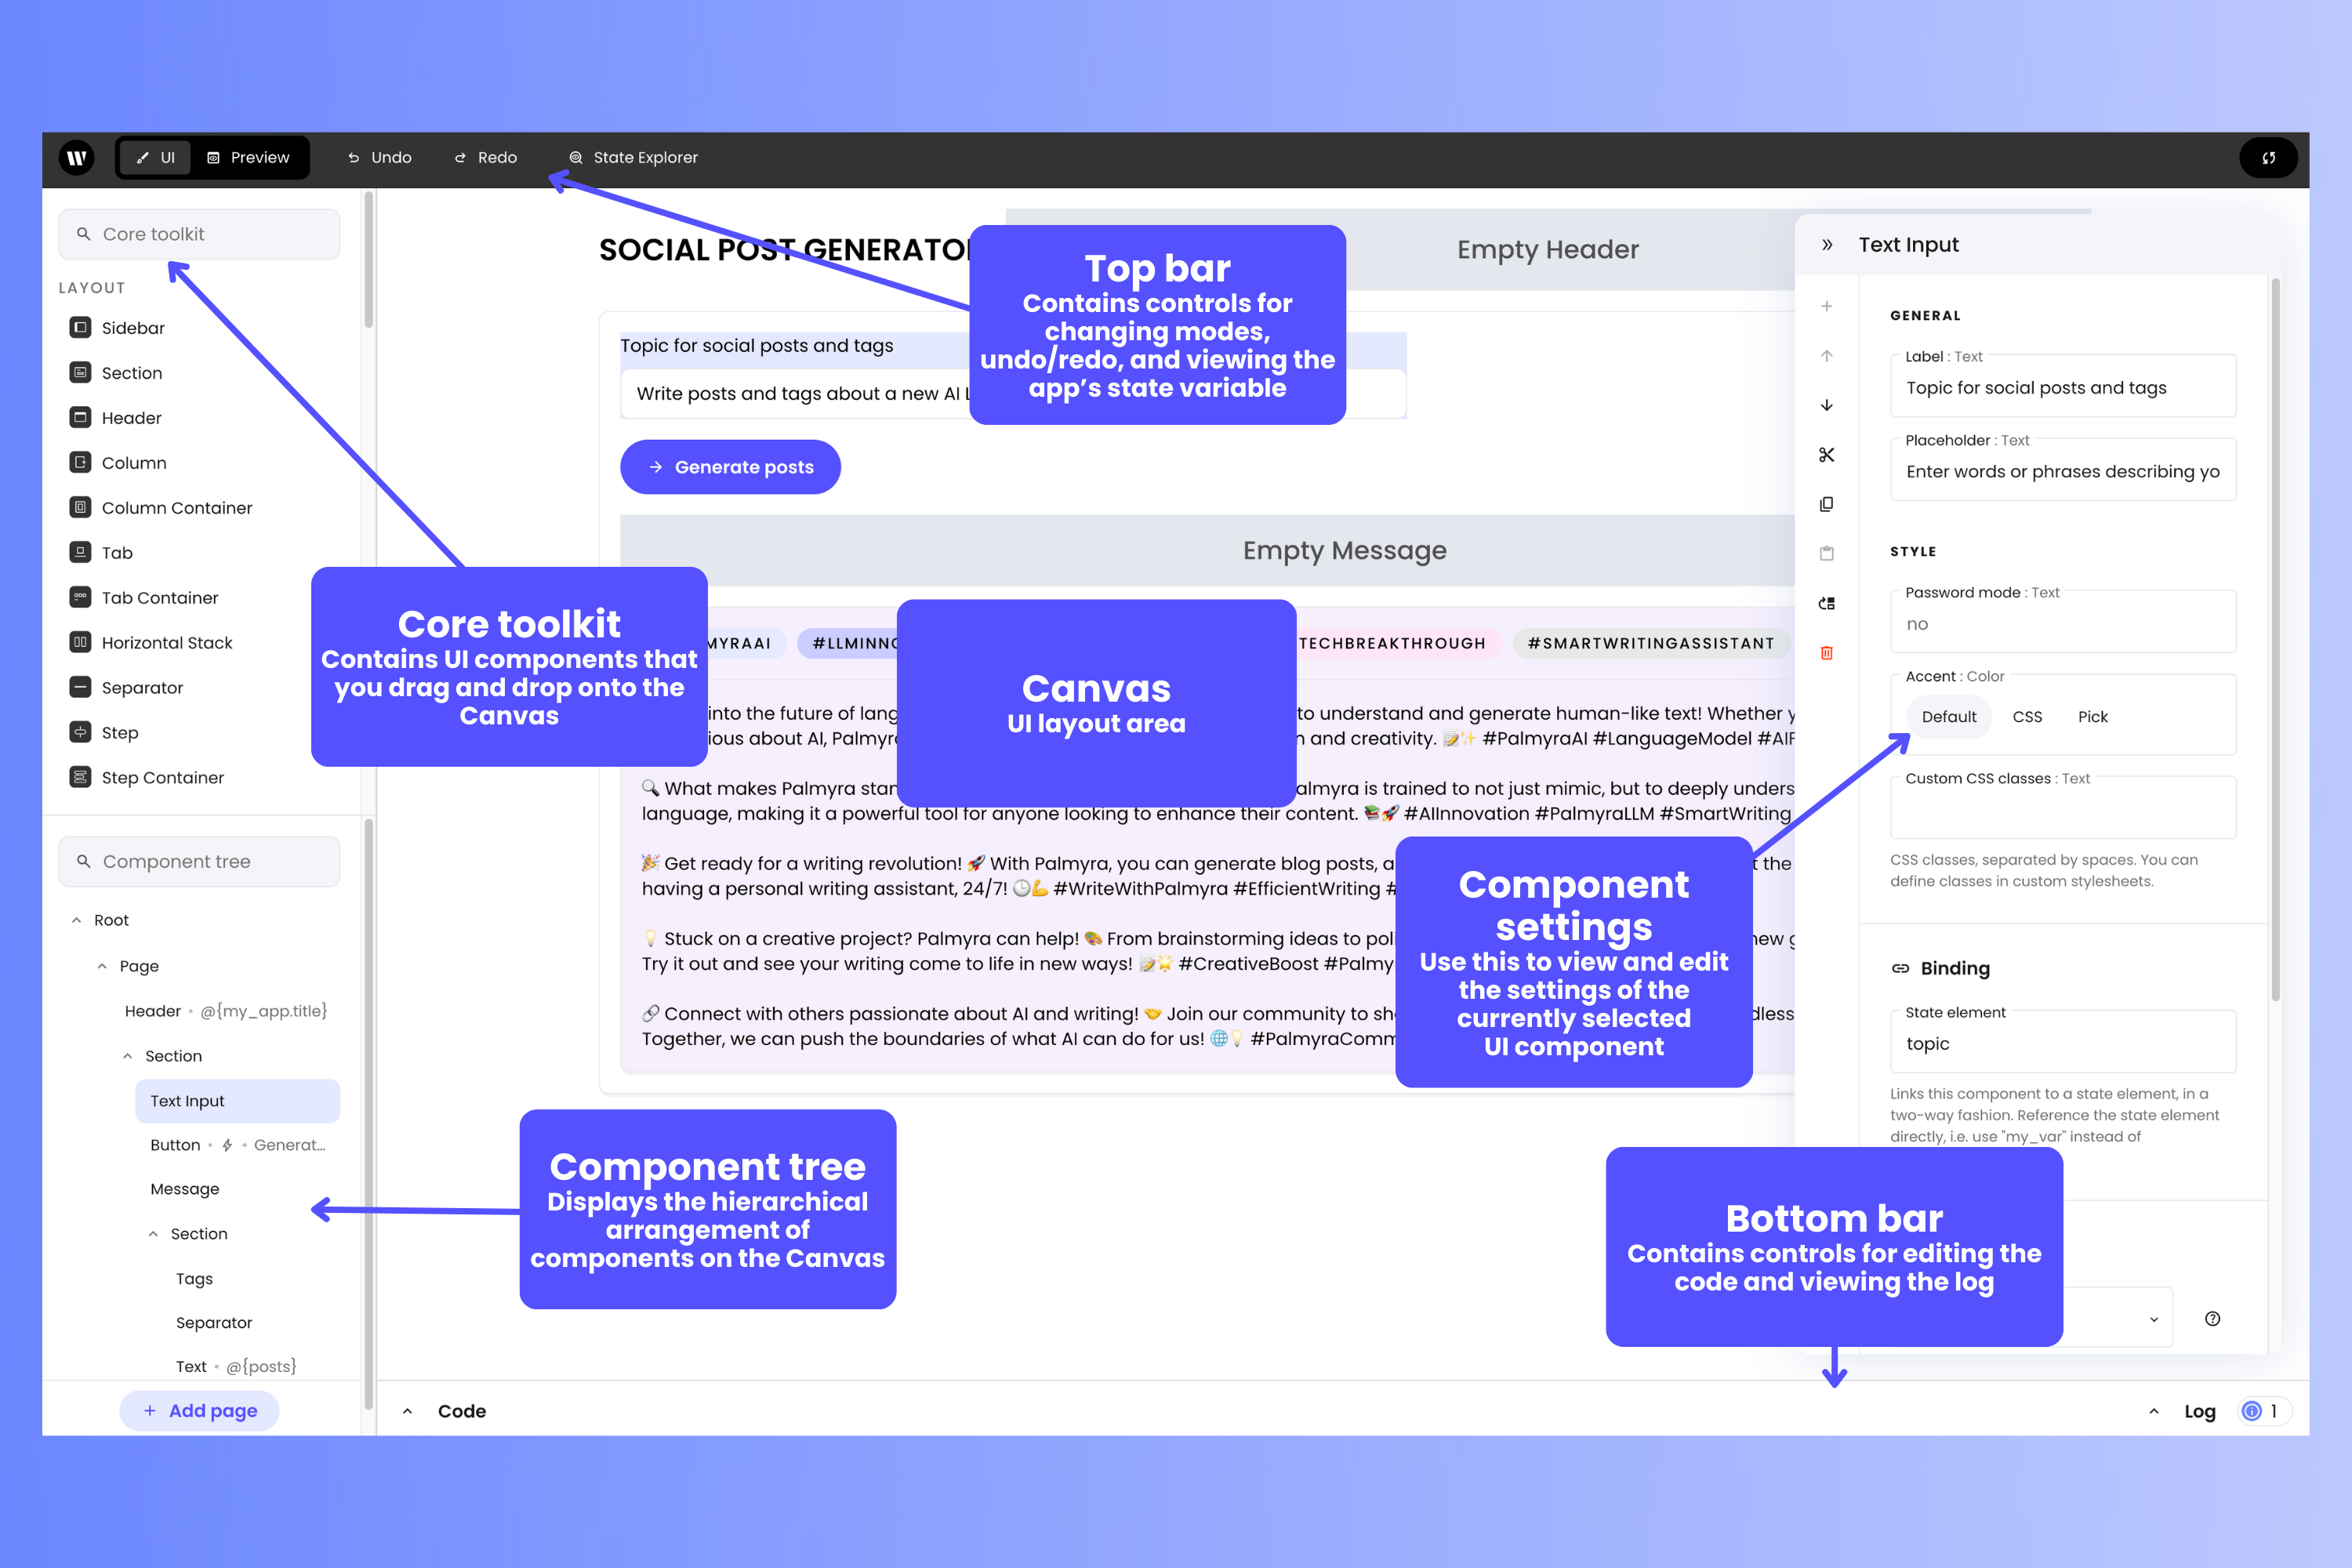 UI
Preview
Undo
Redo
State Explorer
Core toolkit
LAYOUT
Sidebar
Section
Header
Column
Column Container
Tab
Tab Container
Horizontal Stack
Separator
Step
Step Container
Component tree
Root
Page
Header • @{my_app.title}
Section
Text Input
Button • • Generat...
Message
Section
Tags
Separator
Text • @{posts}
+ Add page
SOCIAL POST GENERATO
Empty Header
Topic for social posts and tags
Write posts and tags about a new AI
Generate posts
Empty Message
MYRAAI
#LLMINNO
TECHBREAKTHROUGH
#SMARTWRITINGASSISTANT
into the future of lang
to understand and generate human-like text! Whether y
ious about AI, Palmyr
and creativity. 📝✨ #PalmyraAI #LanguageModel #AI
🔍 What makes Palmyra stan
almyra is trained to not just mimic, but to deeply unders
language, making it a powerful tool for anyone looking to enhance their content. 📚🚀 #AIInnovation #PalmyraLLM #SmartWriting
🎉 Get ready for a writing revolution! 🚀 With Palmyra, you can generate blog posts, a
t the
having a personal writing assistant, 24/7! 🕒💪 #WriteWithPalmyra #EfficientWriting #
💡 Stuck on a creative project? Palmyra can help! 🎨 From brainstorming ideas to poli
new g
Try it out and see your writing come to life in new ways! 📝🌟 #CreativeBoost #Palmy
🔗 Connect with others passionate about AI and writing! 🤝 Join our community to sh
dless
Together, we can push the boundaries of what AI can do for us! 🌐💡 #PalmyraComm
Top bar
Contains controls for
changing modes,
undo/redo, and viewing the
app's state variable
Core toolkit
Contains UI components that
you drag and drop onto the
Canvas
Canvas
UI layout area
Component
settings
Use this to view and edit
the settings of the
currently selected
UI component
Component tree
Displays the hierarchical
arrangement of
components on the Canvas
Bottom bar
Contains controls for editing the
code and viewing the log
Text Input
GENERAL
Label : Text
Topic for social posts and tags
Placeholder : Text
Enter words or phrases describing yo
STYLE
Password mode : Text
no
Accent : Color
Default CSS Pick
Custom CSS classes : Text
CSS classes, separated by spaces. You can
define classes in custom stylesheets.
Binding
State element
topic
Links this component to a state element, in a
two-way fashion. Reference the state element
directly, i.e. use "my_var" instead of
Code
Log
1